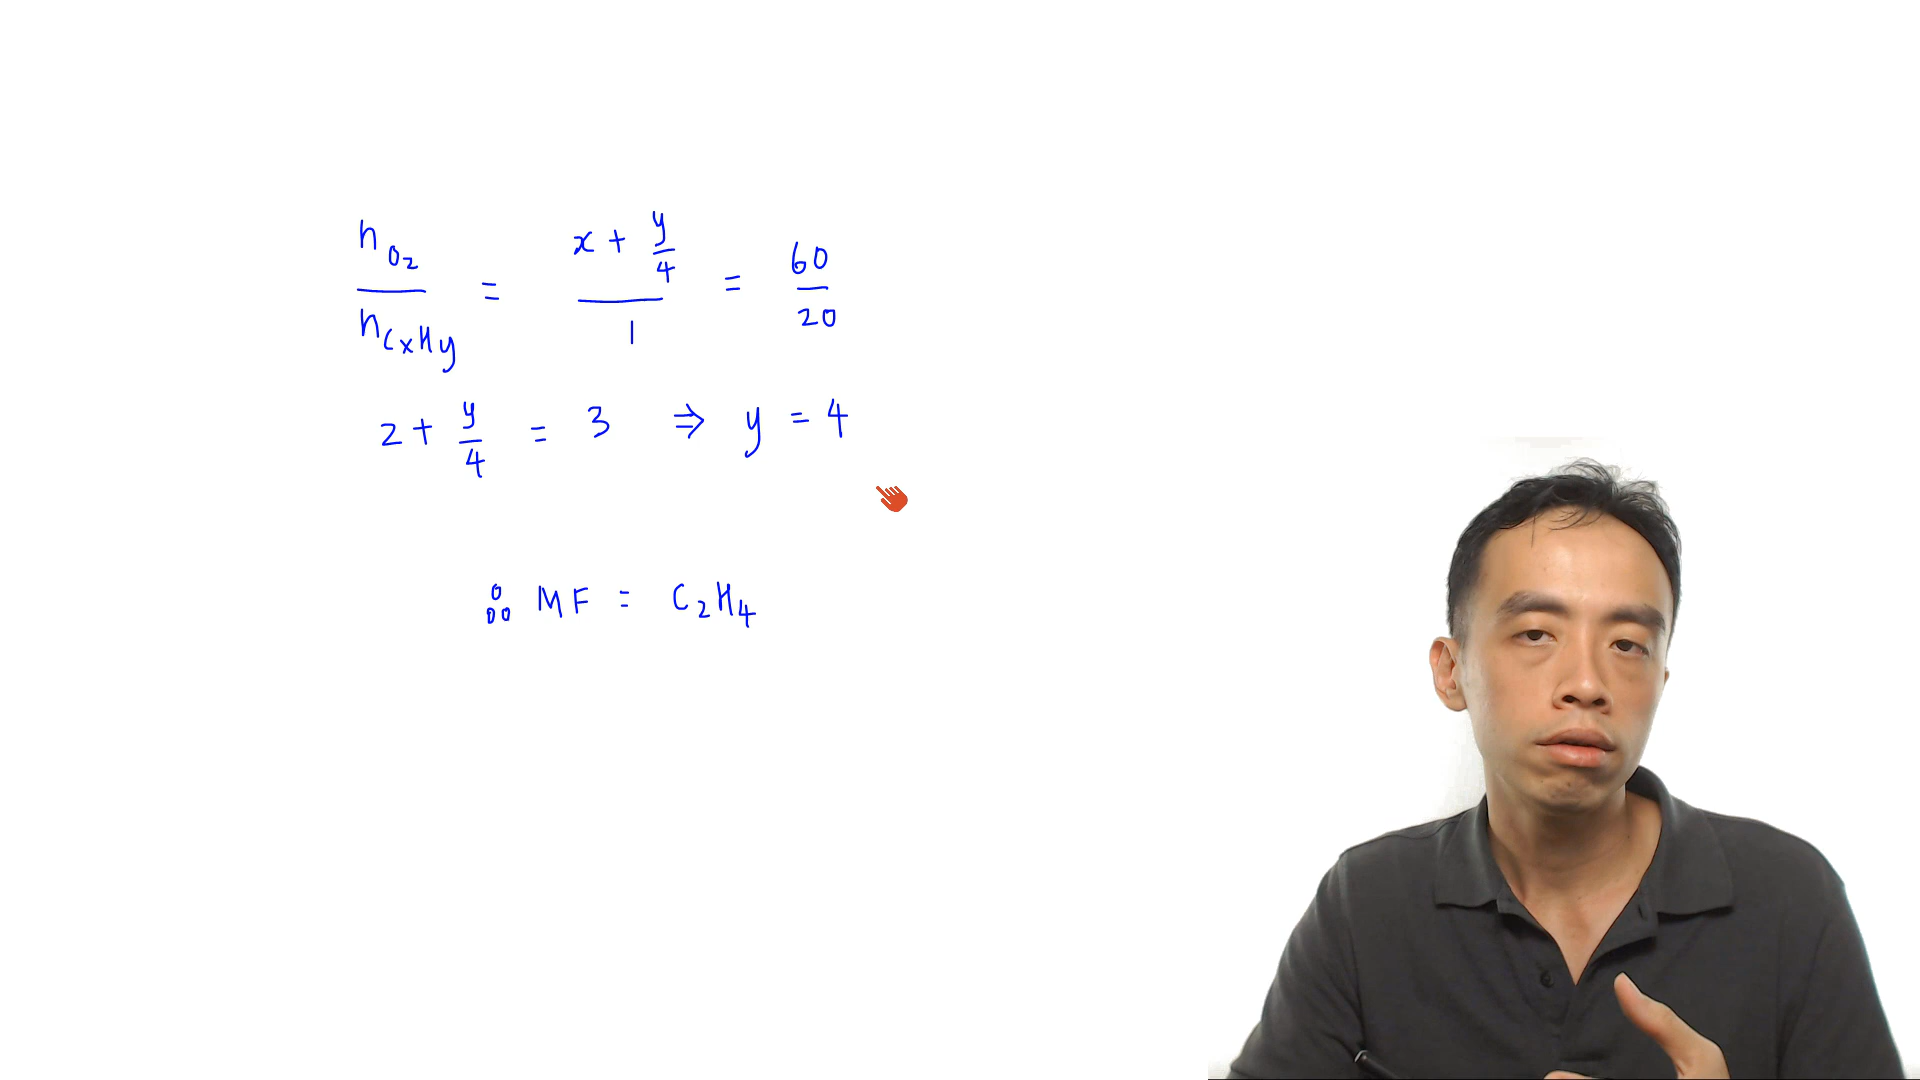 n O₂ / n CₓHy = (x + y/4) / 1 = 60/20
2 + y/4 = 3 ⇒ y = 4
∴ MF = C₂H₄